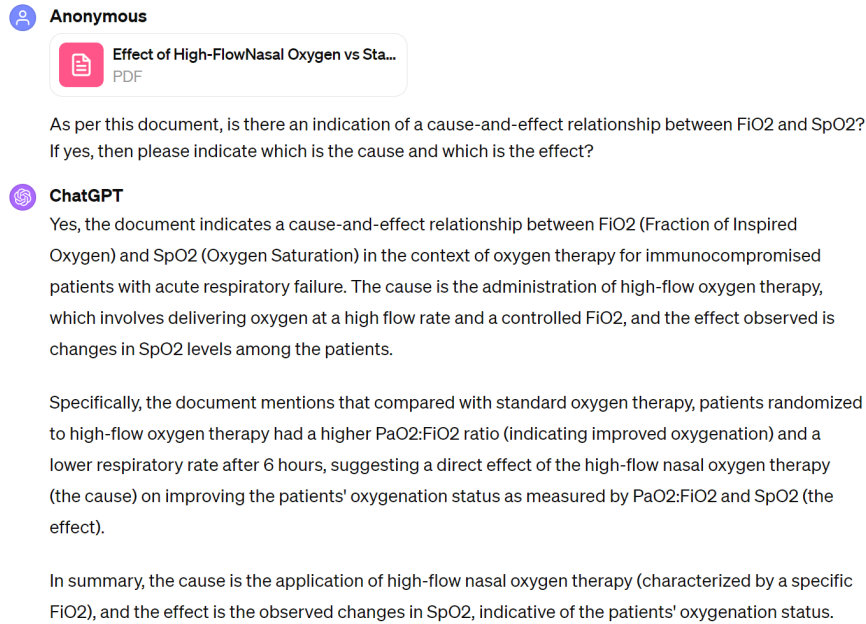 Anonymous
Effect of High-FlowNasal Oxygen vs Sta...
PDF
As per this document, is there an indication of a cause-and-effect relationship between FiO2 and SpO2?
If yes, then please indicate which is the cause and which is the effect?
ChatGPT
Yes, the document indicates a cause-and-effect relationship between FiO2 (Fraction of Inspired
Oxygen) and SpO2 (Oxygen Saturation) in the context of oxygen therapy for immunocompromised
patients with acute respiratory failure. The cause is the administration of high-flow oxygen therapy,
which involves delivering oxygen at a high flow rate and a controlled FiO2, and the effect observed is
changes in SpO2 levels among the patients.
Specifically, the document mentions that compared with standard oxygen therapy, patients randomized
to high-flow oxygen therapy had a higher PaO2:FiO2 ratio (indicating improved oxygenation) and a
lower respiratory rate after 6 hours, suggesting a direct effect of the high-flow nasal oxygen therapy
(the cause) on improving the patients' oxygenation status as measured by PaO2:FiO2 and SpO2 (the
effect).
In summary, the cause is the application of high-flow nasal oxygen therapy (characterized by a specific
FiO2), and the effect is the observed changes in SpO2, indicative of the patients' oxygenation status.